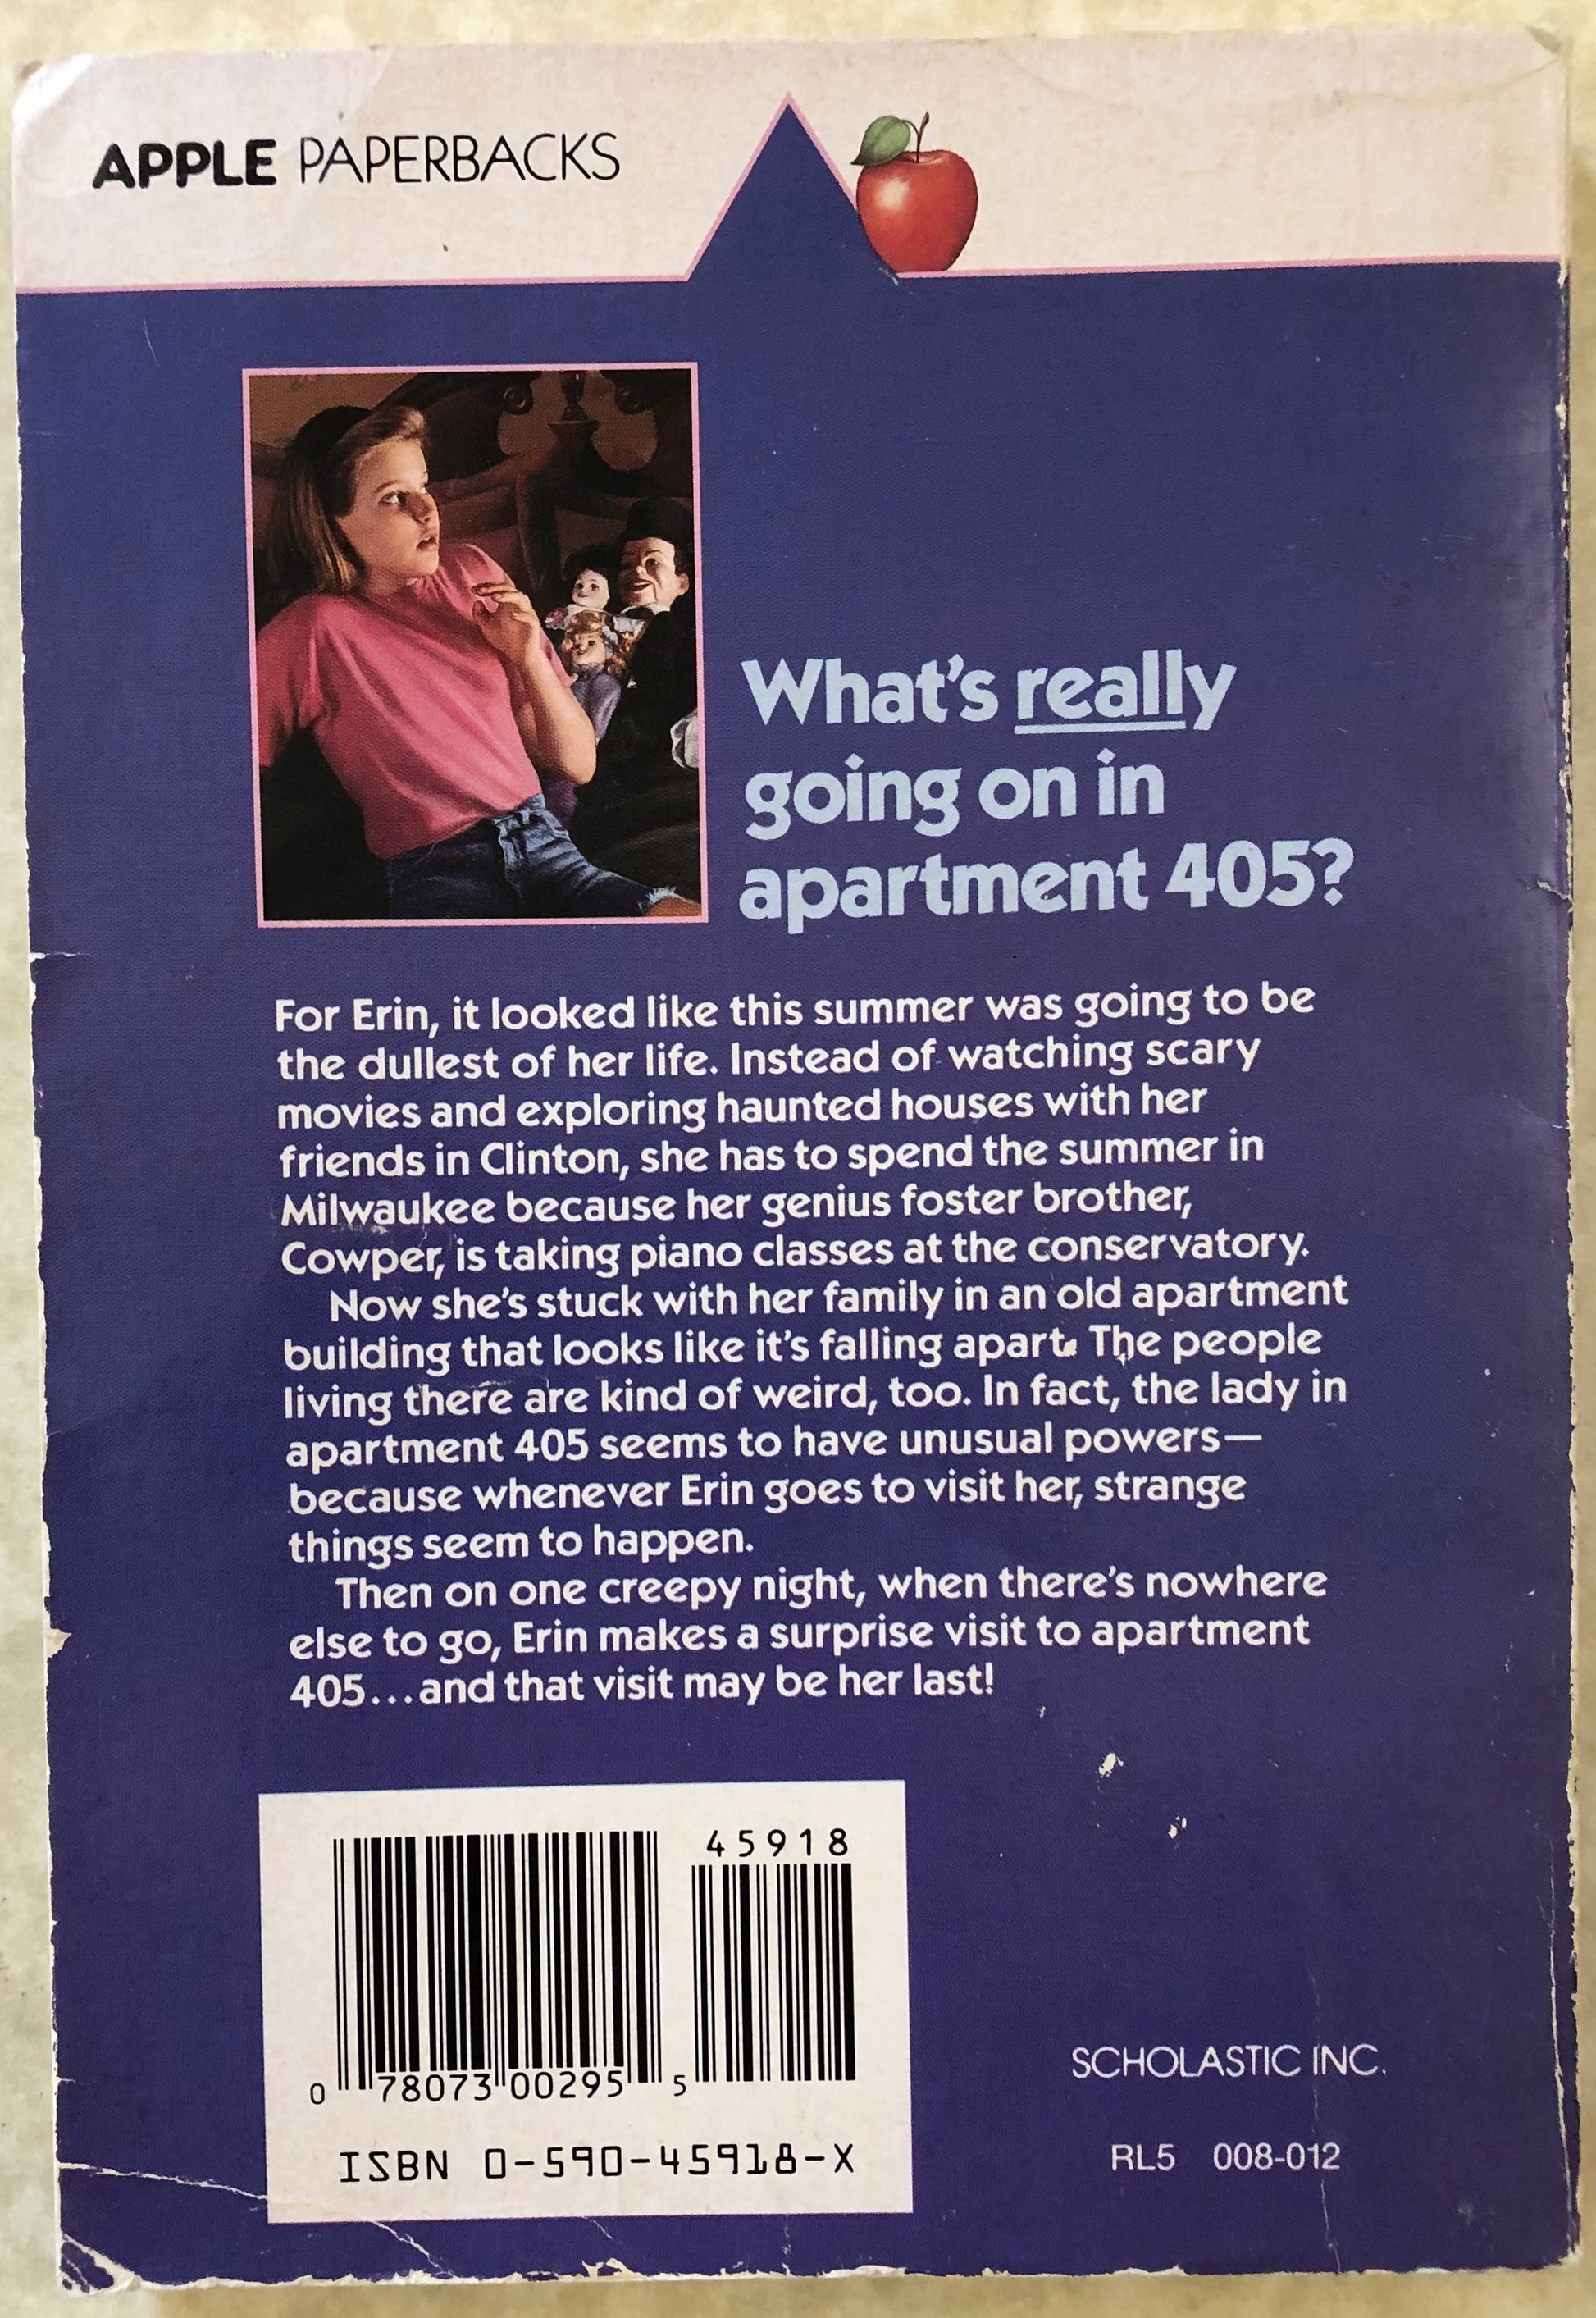 APPLE PAPERBACKS
What's really
going on in
apartment 405?
For Erin, it looked like this summer was going to be
the dullest of her life. Instead of watching scary
movies and exploring haunted houses with her
friends in Clinton, she has to spend the summer in
Milwaukee because her genius foster brother,
Cowper, is taking piano classes at the conservatory.
Now she's stuck with her family in an old apartment
building that looks like it's falling apart. The people
living there are kind of weird, too. In fact, the lady in
apartment 405 seems to have unusual powers—
because whenever Erin goes to visit her, strange
things seem to happen.
Then on one creepy night, when there's nowhere
else to go, Erin makes a surprise visit to apartment
405...and that visit may be her last!
45918
0 78073 00295 5
ISBN 0-590-45918-X
SCHOLASTIC INC.
RL5 008-012